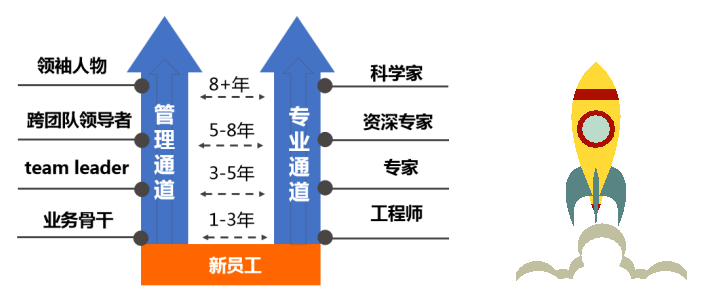 领袖人物
8+年
科学家
跨团队领导者
5-8年
资深专家
team leader
3-5年
专家
业务骨干
1-3年
工程师
管理通道
专业通道
新员工